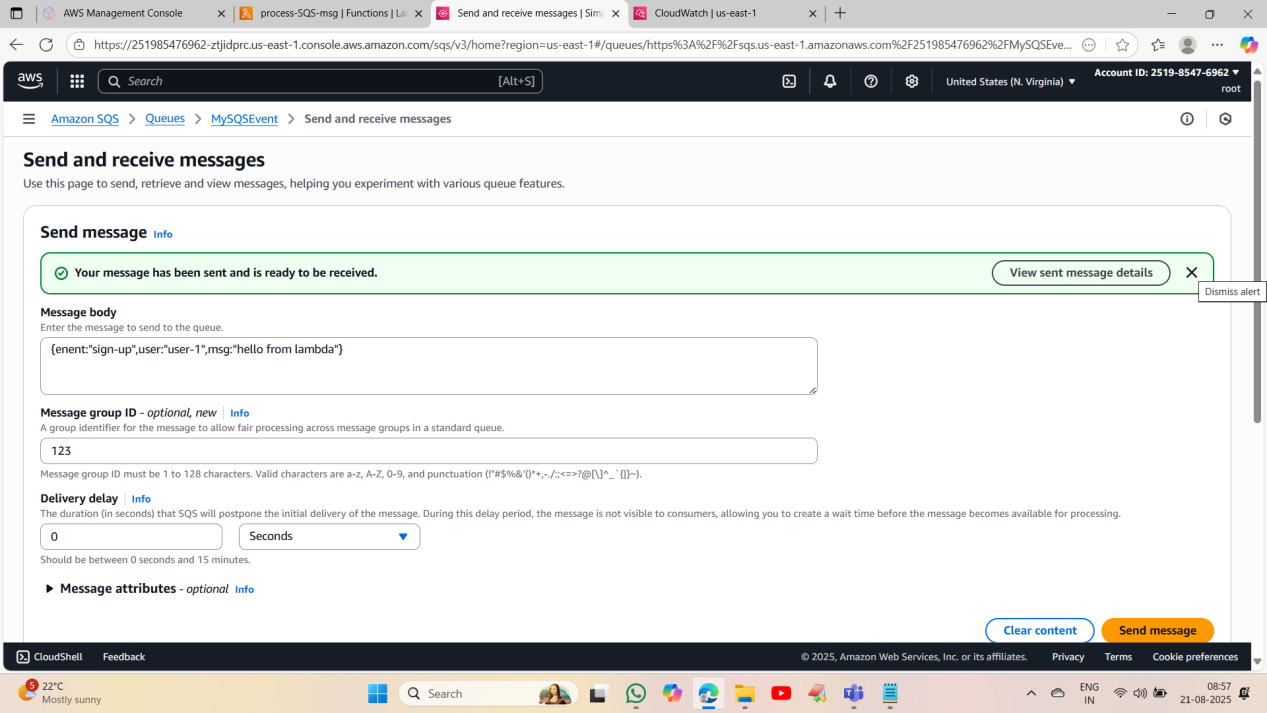 AWS Management Console
process-SQS-msg | Functions | La
Send and receive messages | Sim
CloudWatch | us-east-1
https://251985476962-ztjidprc.us-east-1.console.aws.amazon.com/sqs/v3/home?region=us-east-1#/queues/https%3A%2F%2Fsqs.us-east-1.amazonaws.com%2F251985476962%2FMySQSEve...
aws
Search
[Alt+S]
United States (N. Virginia)
Account ID: 2519-8547-6962
root
Amazon SQS
Queues
MySQSEvent
Send and receive messages
Send and receive messages
Use this page to send, retrieve and view messages, helping you experiment with various queue features.
Send message Info
Your message has been sent and is ready to be received.
View sent message details
Dismiss alert
Message body
Enter the message to send to the queue.
{enent:"sign-up",user:"user-1",msg:"hello from lambda"}
Message group ID - optional, new Info
A group identifier for the message to allow fair processing across message groups in a standard queue.
123
Message group ID must be 1 to 128 characters. Valid characters are a-z, A-Z, 0-9, and punctuation (!"#$%&'()*+,-./:;<=>?@[\]^_`{|}~).
Delivery delay Info
The duration (in seconds) that SQS will postpone the initial delivery of the message. During this delay period, the message is not visible to consumers, allowing you to create a wait time before the message becomes available for processing.
0
Seconds
Should be between 0 seconds and 15 minutes.
Message attributes - optional Info
Clear content
Send message
CloudShell
Feedback
© 2025, Amazon Web Services, Inc. or its affiliates.
Privacy
Terms
Cookie preferences
5
22°C
Mostly sunny
Search
ENG
IN
08:57
21-08-2025